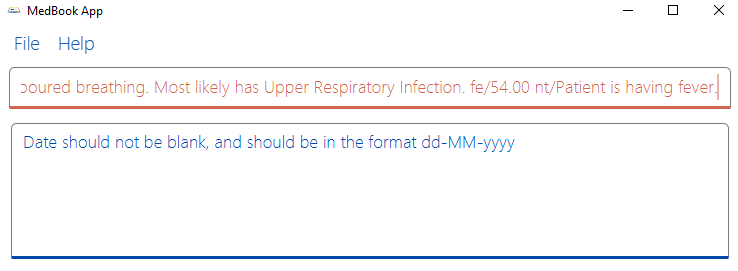 MedBook App
File Help
boured breathing. Most likely has Upper Respiratory Infection. fe/54.00 nt/Patient is having fever.
Date should not be blank, and should be in the format dd-MM-yyyy